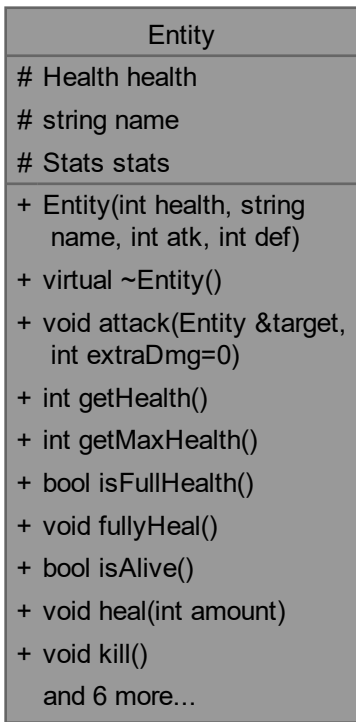 Entity
# Health health
# string name
# Stats stats
+ Entity(int health, string
name, int atk, int def)
+ virtual ~Entity()
+ void attack(Entity &target,
int extraDmg=0)
+ int getHealth()
+ int getMaxHealth()
+ bool isFullHealth()
+ void fullyHeal()
+ bool isAlive()
+ void heal(int amount)
+ void kill()
and 6 more...